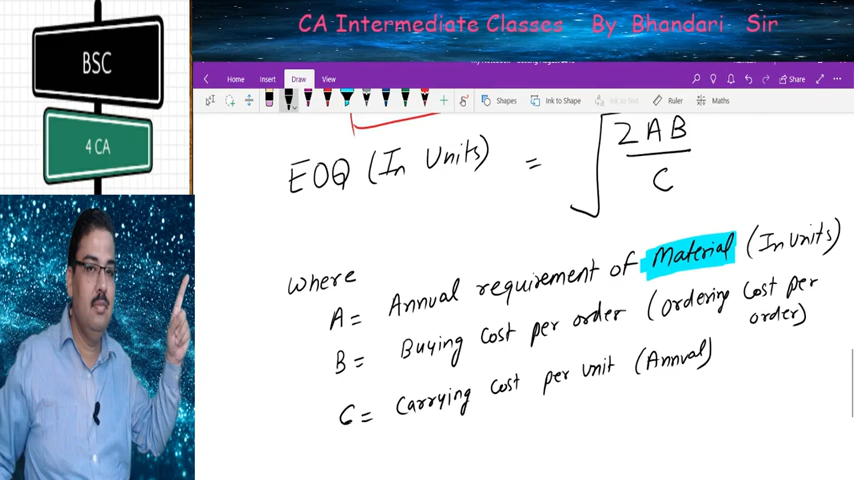 CA Intermediate Classes By Bhandari Sir
BSC
4 CA
Home Insert Draw View
Share
Shapes Ink to Shape Ink to Text Ruler Maths
EOQ (In Units) = √ 2AB
C
where
A = Annual requirement of Material (In units)
B = Buying cost per order (ordering cost per
order)
C = Carrying cost per unit (Annual)